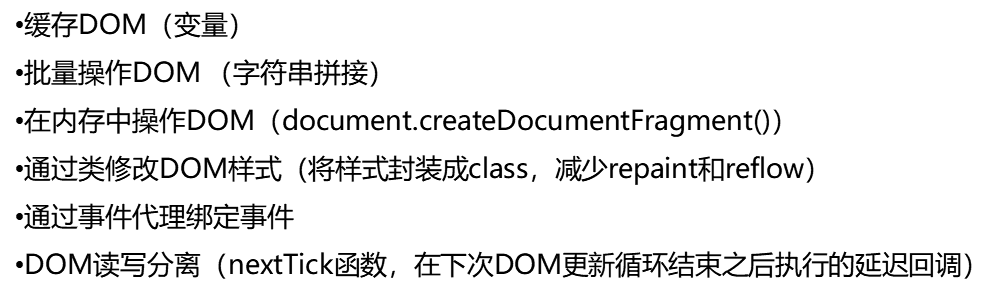 •缓存DOM（变量）
•批量操作DOM （字符串拼接）
•在内存中操作DOM（document.createDocumentFragment()）
•通过类修改DOM样式（将样式封装成class，减少repaint和reflow）
•通过事件代理绑定事件
•DOM读写分离（nextTick函数，在下次DOM更新循环结束之后执行的延迟回调）